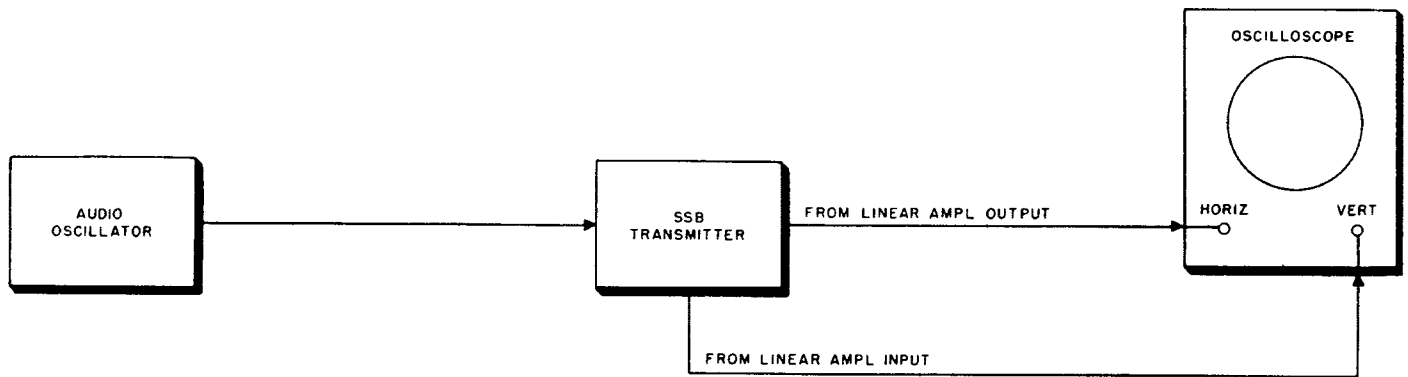 OSCILLOSCOPE
AUDIO
OSCILLATOR
SSB
TRANSMITTER
FROM LINEAR AMPL OUTPUT
HORIZ
VERT
FROM LINEAR AMPL INPUT